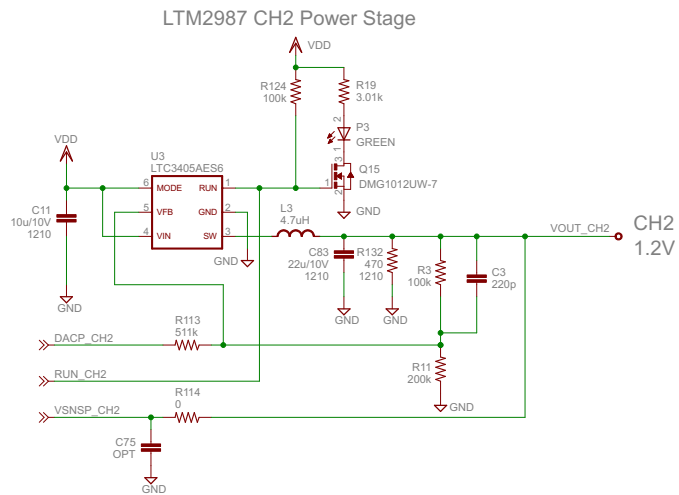 LTM2987 CH2 Power Stage
VDD
R124
100k
R19
3.01k
2
P3
GREEN
1
VDD
U3
LTC3405AES6
6
MODE
RUN
1
3
Q15
DMG1012UW-7
1
2
C11
10u/10V
1210
5
VFB
GND
2
GND
4
VIN
SW
3
L3
4.7uH
VOUT_CH2
CH2
1.2V
GND
C83
22u/10V
1210
R132
470
1210
R3
100k
C3
220p
GND
GND
GND
R113
511k
DACP_CH2
R11
200k
RUN_CH2
R114
0
VSNSP_CH2
GND
C75
OPT
GND